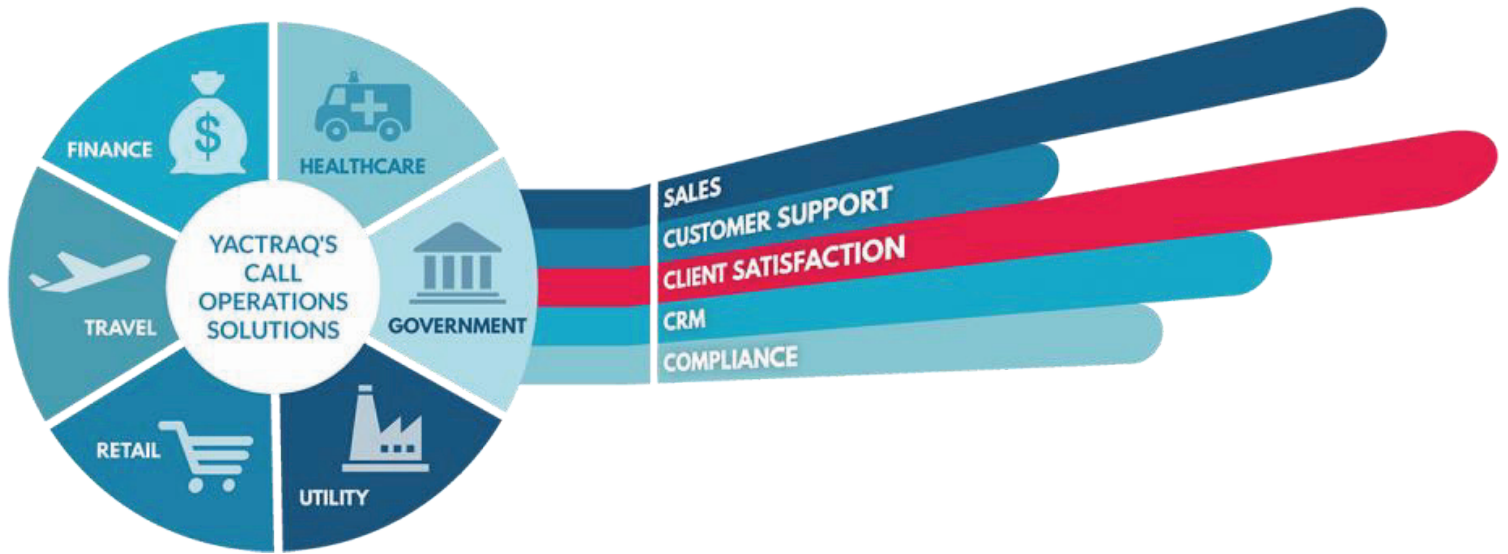 FINANCE
HEALTHCARE
TRAVEL
YACTRAQ'S
CALL
OPERATIONS
SOLUTIONS
GOVERNMENT
RETAIL
UTILITY
$
SALES
CUSTOMER SUPPORT
CLIENT SATISFACTION
CRM
COMPLIANCE